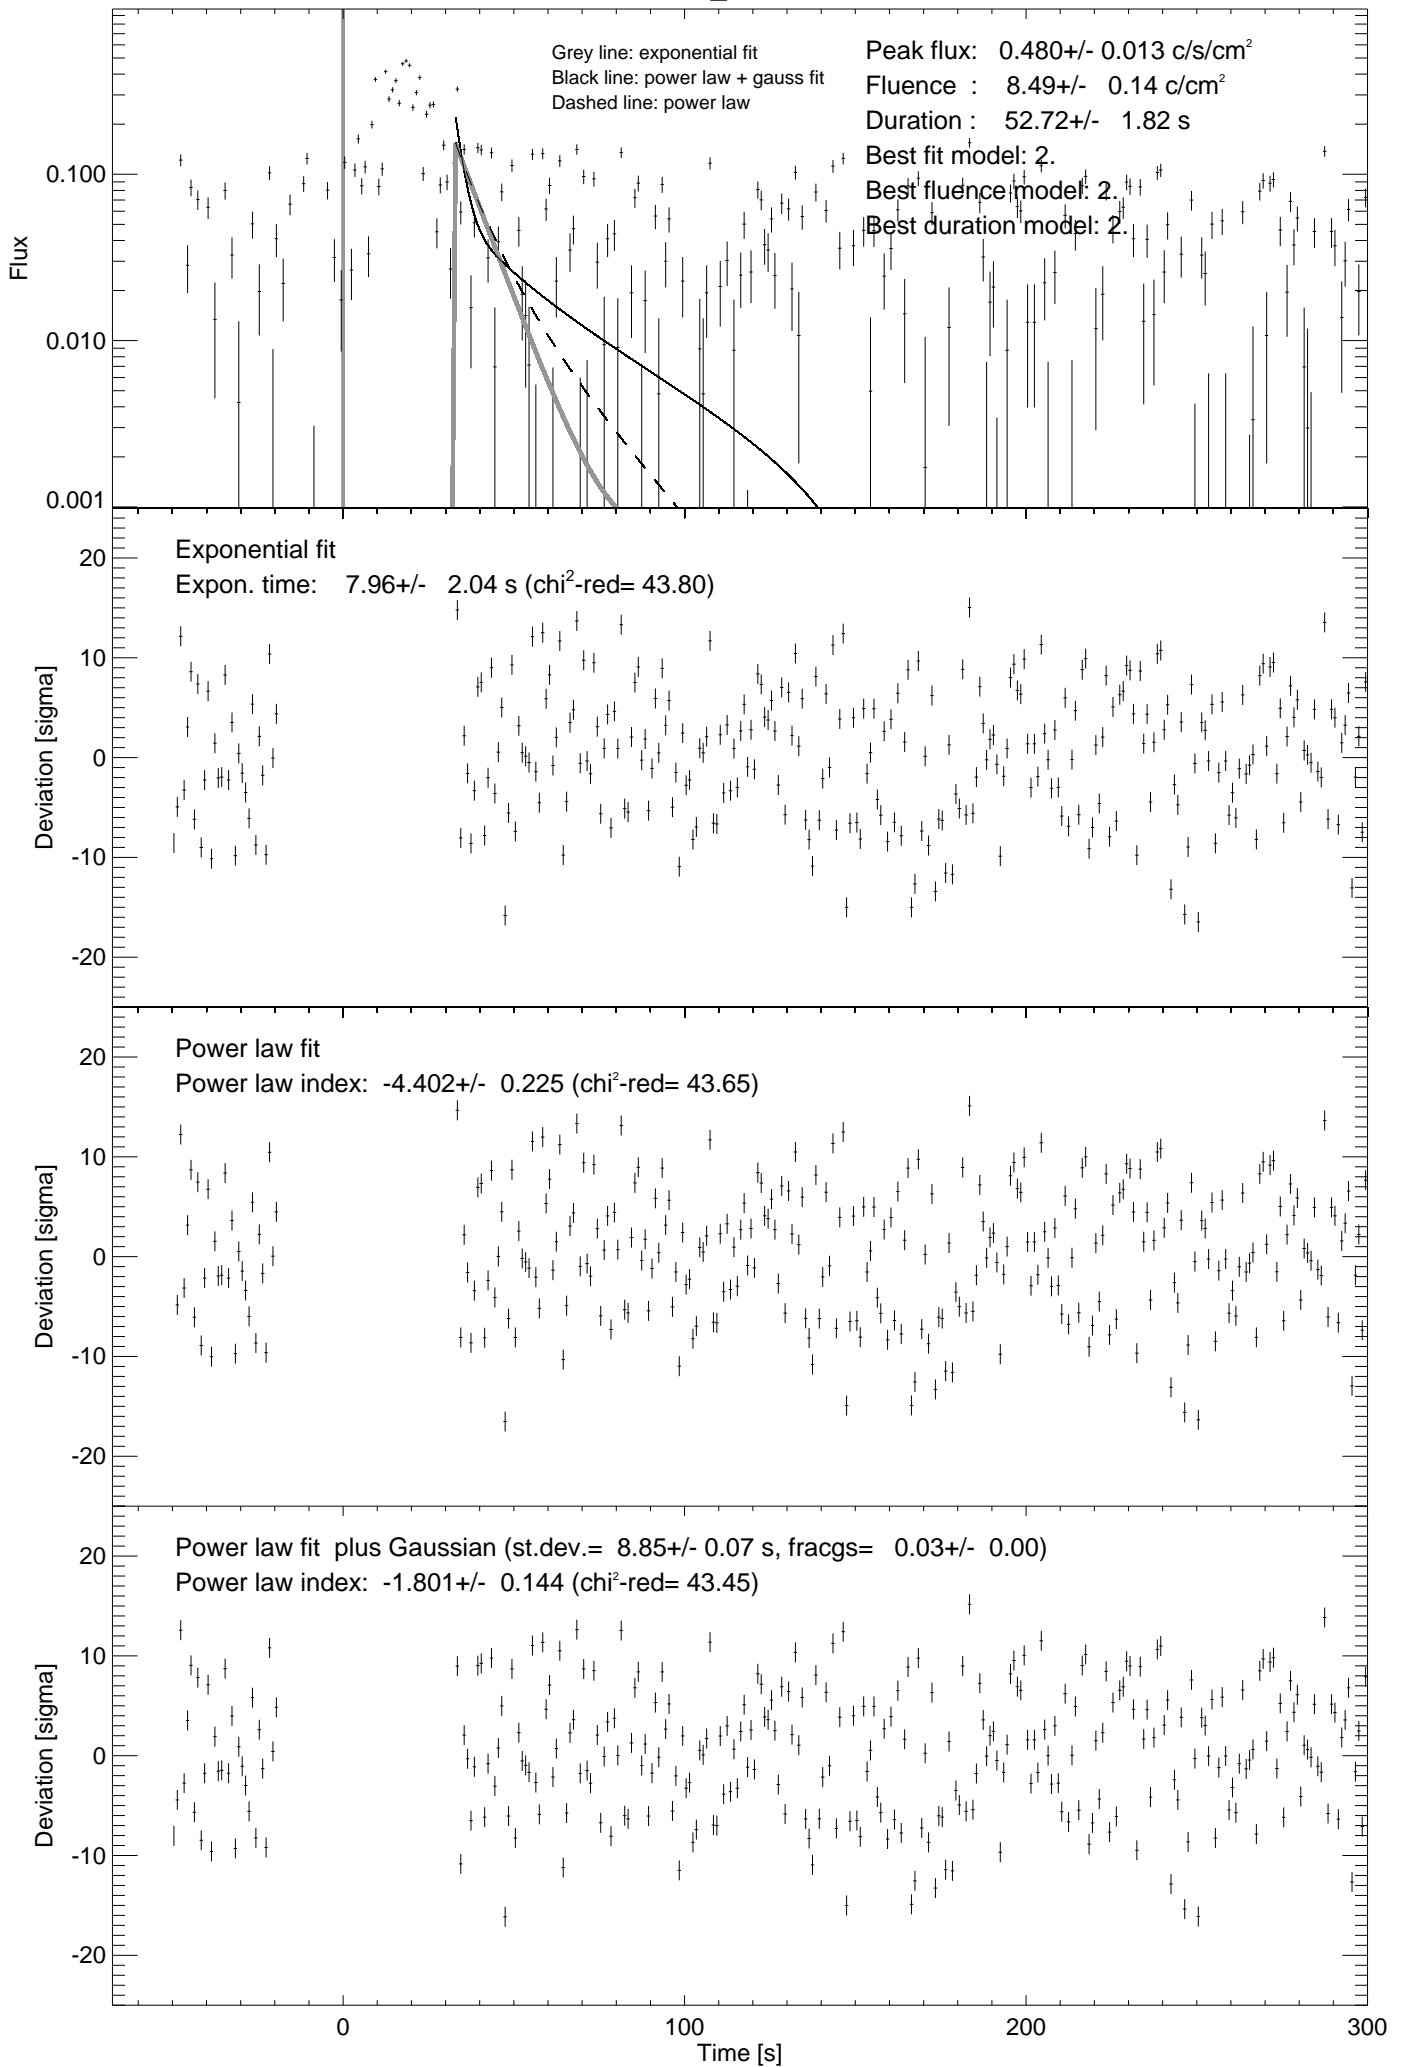 Grey line: exponential fit
Black line: power law + gauss fit
Dashed line: power law
Peak flux: 0.480+/- 0.013 c/s/cm²
Fluence : 8.49+/- 0.14 c/cm²
Duration : 52.72+/- 1.82 s
Best fit model: 2.
Best fluence model: 2.
Best duration model: 2.
0.100
0.010
0.001
Flux
Exponential fit
Expon. time: 7.96+/- 2.04 s (chi²-red= 43.80)
20
10
0
-10
-20
Deviation [sigma]
Power law fit
Power law index: -4.402+/- 0.225 (chi²-red= 43.65)
20
10
0
-10
-20
Deviation [sigma]
Power law fit plus Gaussian (st.dev.= 8.85+/- 0.07 s, fracgs= 0.03+/- 0.00)
Power law index: -1.801+/- 0.144 (chi²-red= 43.45)
20
10
0
-10
-20
Deviation [sigma]
0 100 200 300
Time [s]